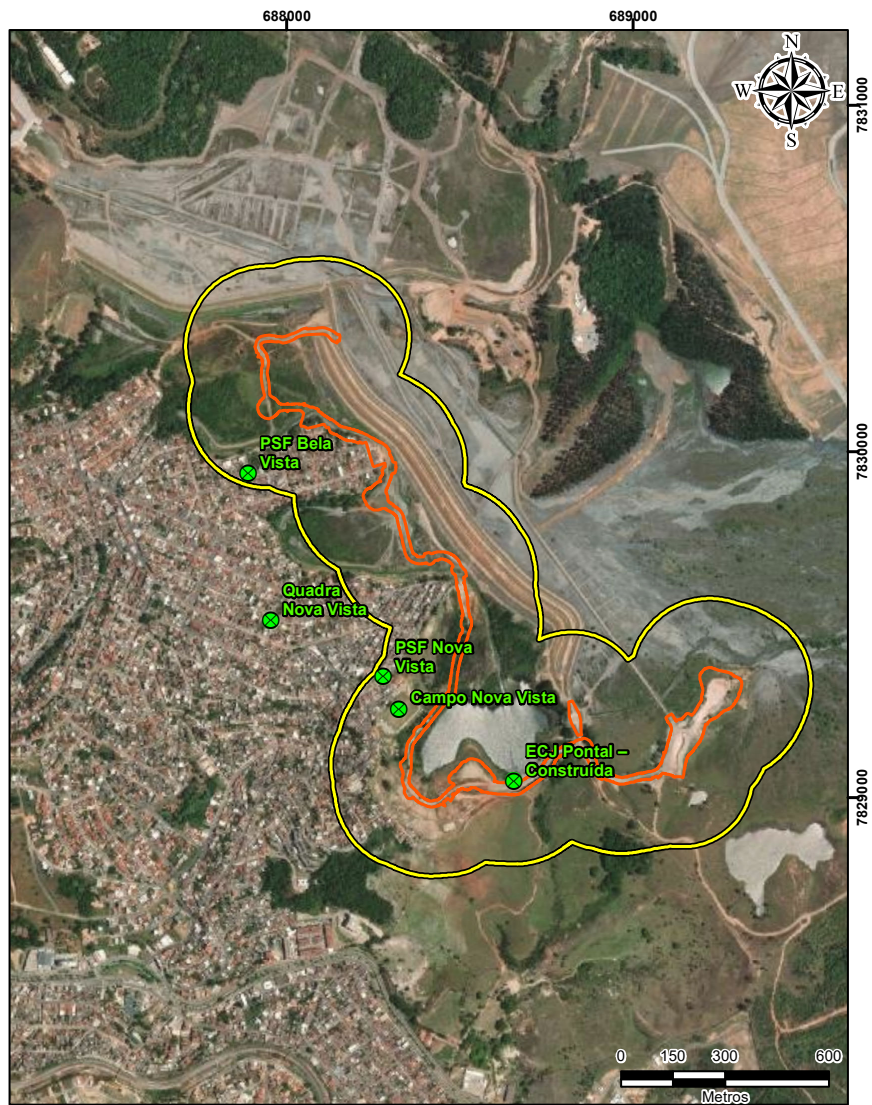 688000
689000
N
W
E
S
7831000
7830000
7829000
PSF Bela
Vista
Quadra
Nova Vista
PSF Nova
Vista
Campo Nova Vista
ECJ Pontal –
Construída
0 150 300 600
Metros